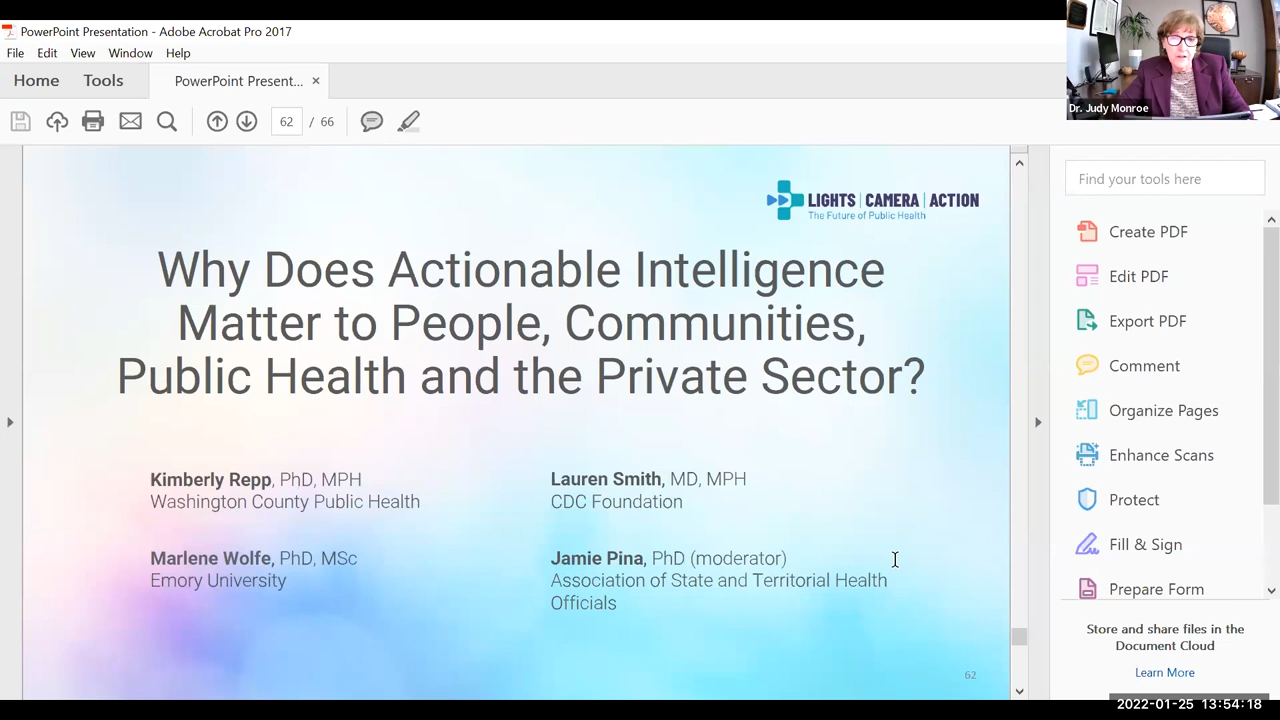 PowerPoint Presentation - Adobe Acrobat Pro 2017
File Edit View Window Help
Home Tools PowerPoint Present... ×
62 / 66
Dr. Judy Monroe
LIGHTS | CAMERA | ACTION
The Future of Public Health
Why Does Actionable Intelligence
Matter to People, Communities,
Public Health and the Private Sector?
Kimberly Repp, PhD, MPH
Washington County Public Health
Lauren Smith, MD, MPH
CDC Foundation
Marlene Wolfe, PhD, MSc
Emory University
Jamie Pina, PhD (moderator)
Association of State and Territorial Health
Officials
62
Find your tools here
Create PDF
Edit PDF
Export PDF
Comment
Organize Pages
Enhance Scans
Protect
Fill & Sign
Prepare Form
Store and share files in the
Document Cloud
Learn More
2022-01-25 13:54:18